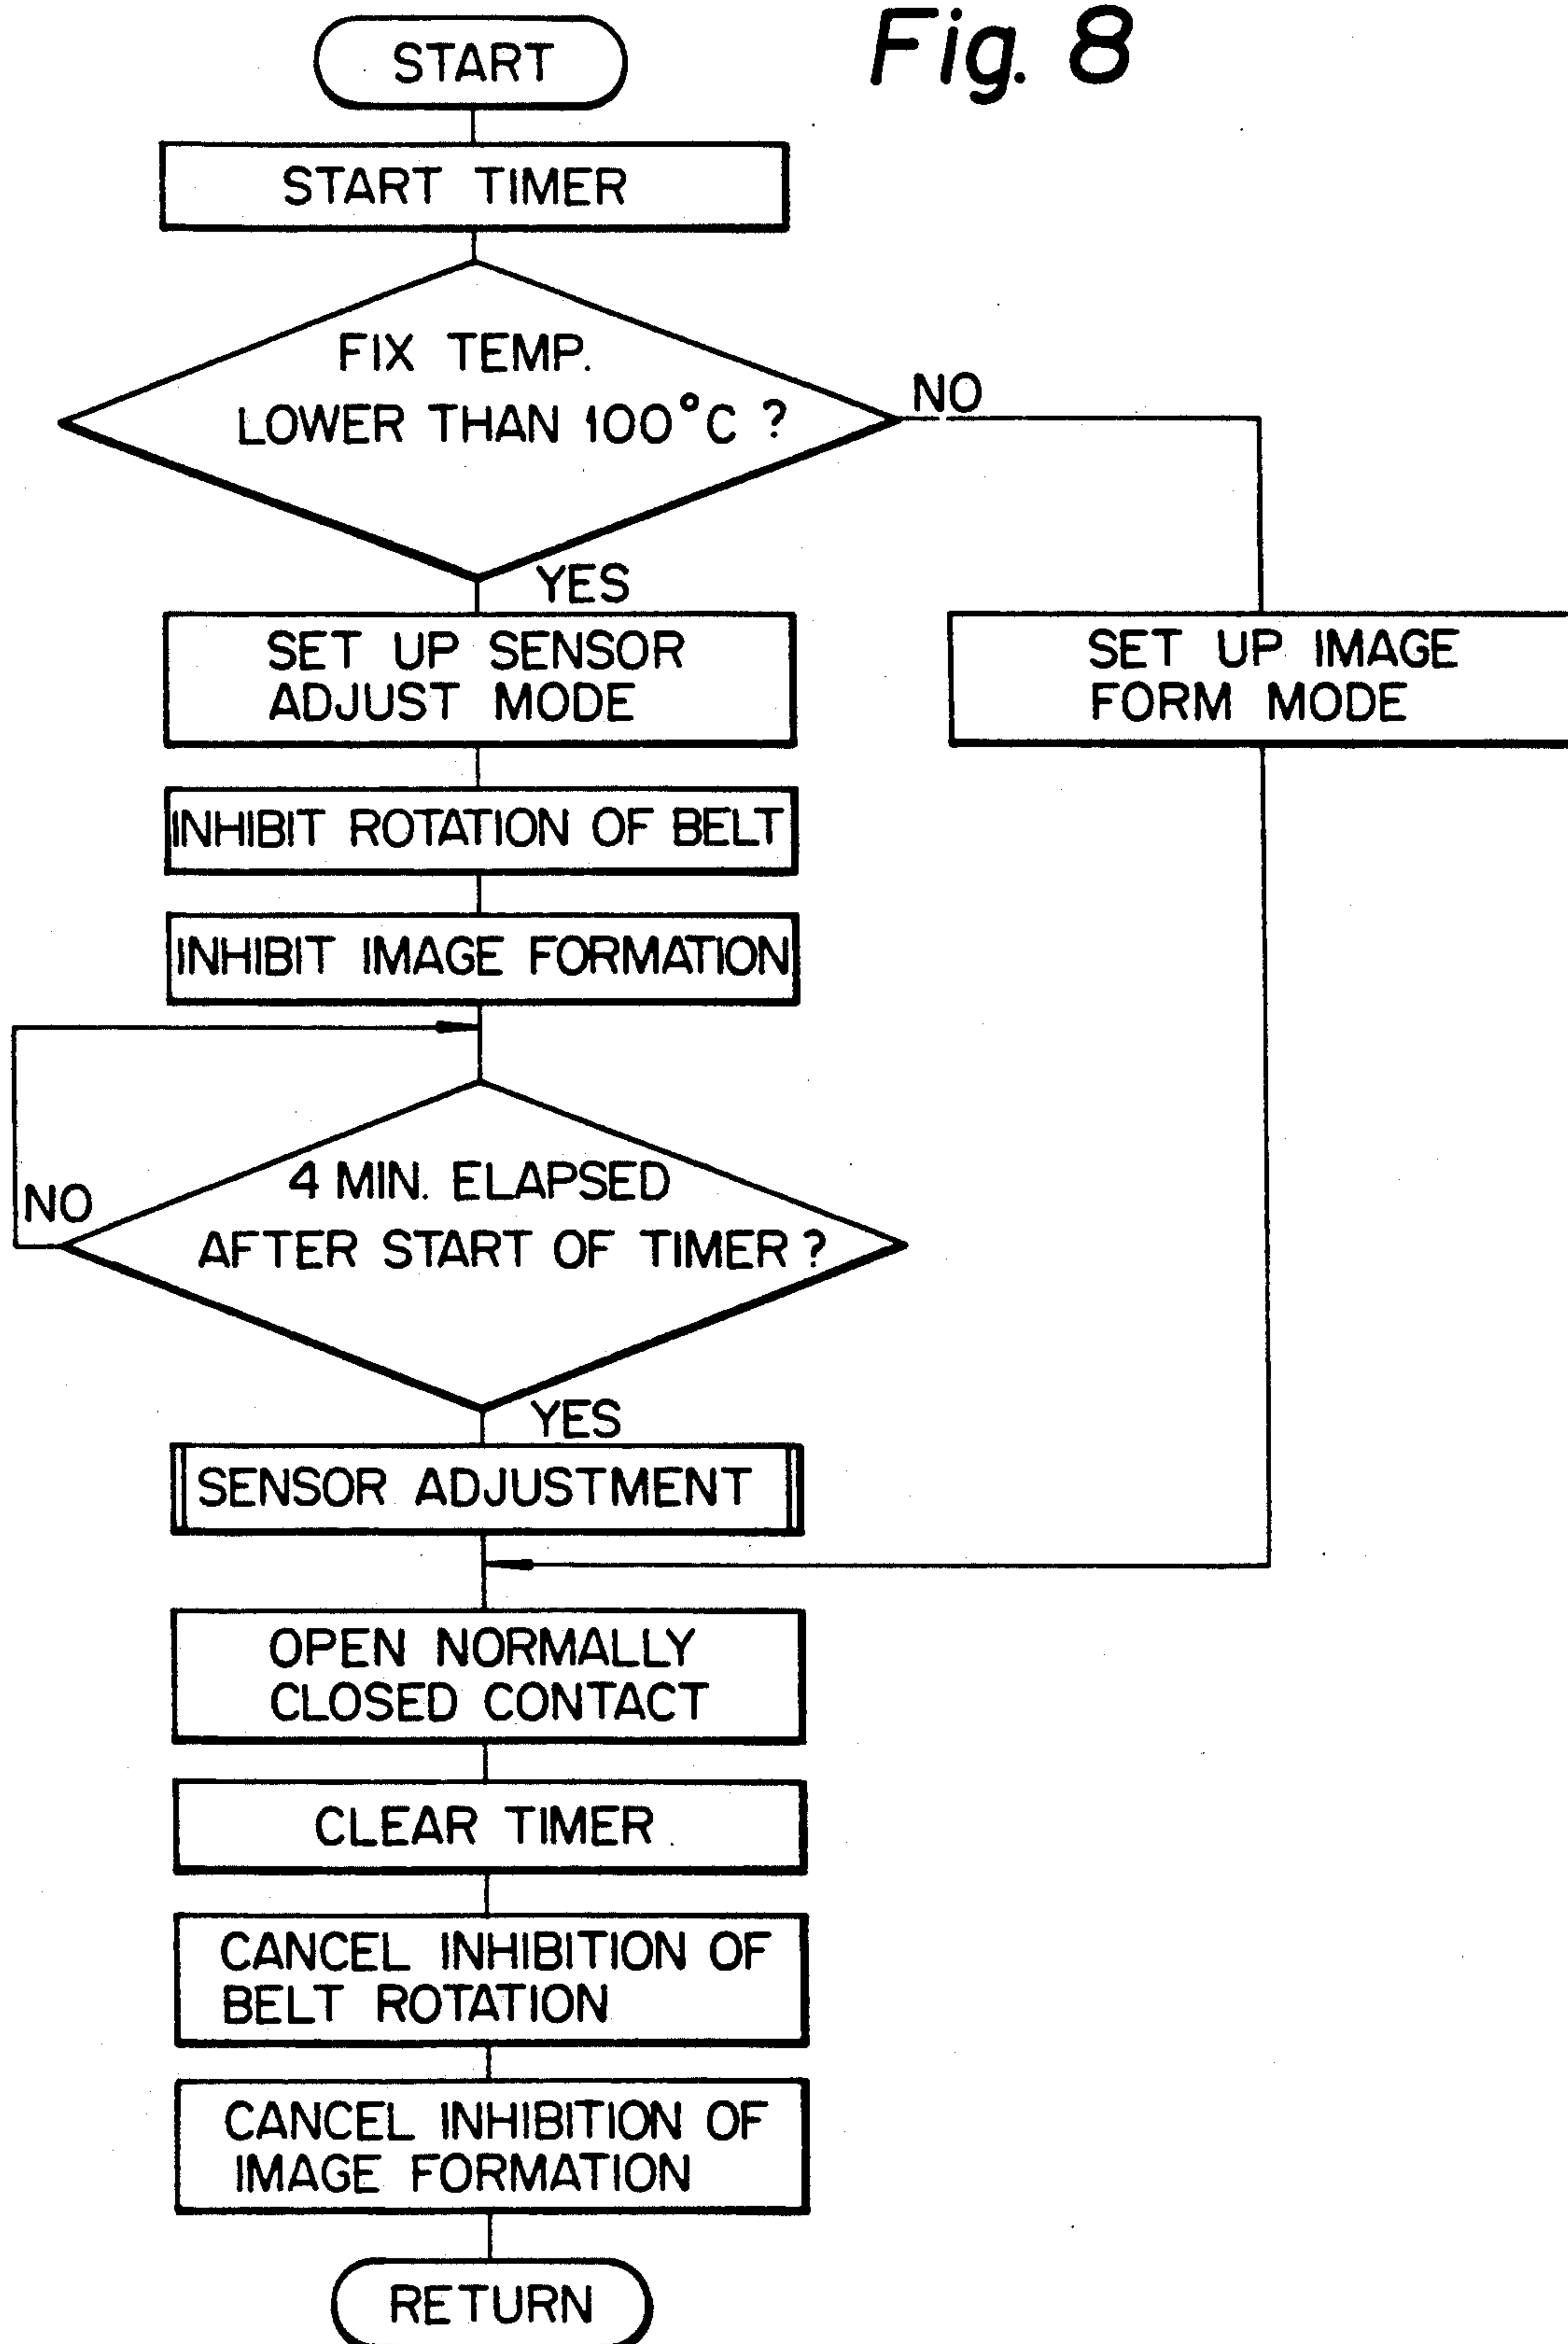 Fig. 8
START
START TIMER
FIX TEMP.
LOWER THAN 100°C ?
NO
YES
SET UP SENSOR
ADJUST MODE
SET UP IMAGE
FORM MODE
INHIBIT ROTATION OF BELT
INHIBIT IMAGE FORMATION
4 MIN. ELAPSED
AFTER START OF TIMER ?
NO
YES
SENSOR ADJUSTMENT
OPEN NORMALLY
CLOSED CONTACT
CLEAR TIMER
CANCEL INHIBITION OF
BELT ROTATION
CANCEL INHIBITION OF
IMAGE FORMATION
RETURN